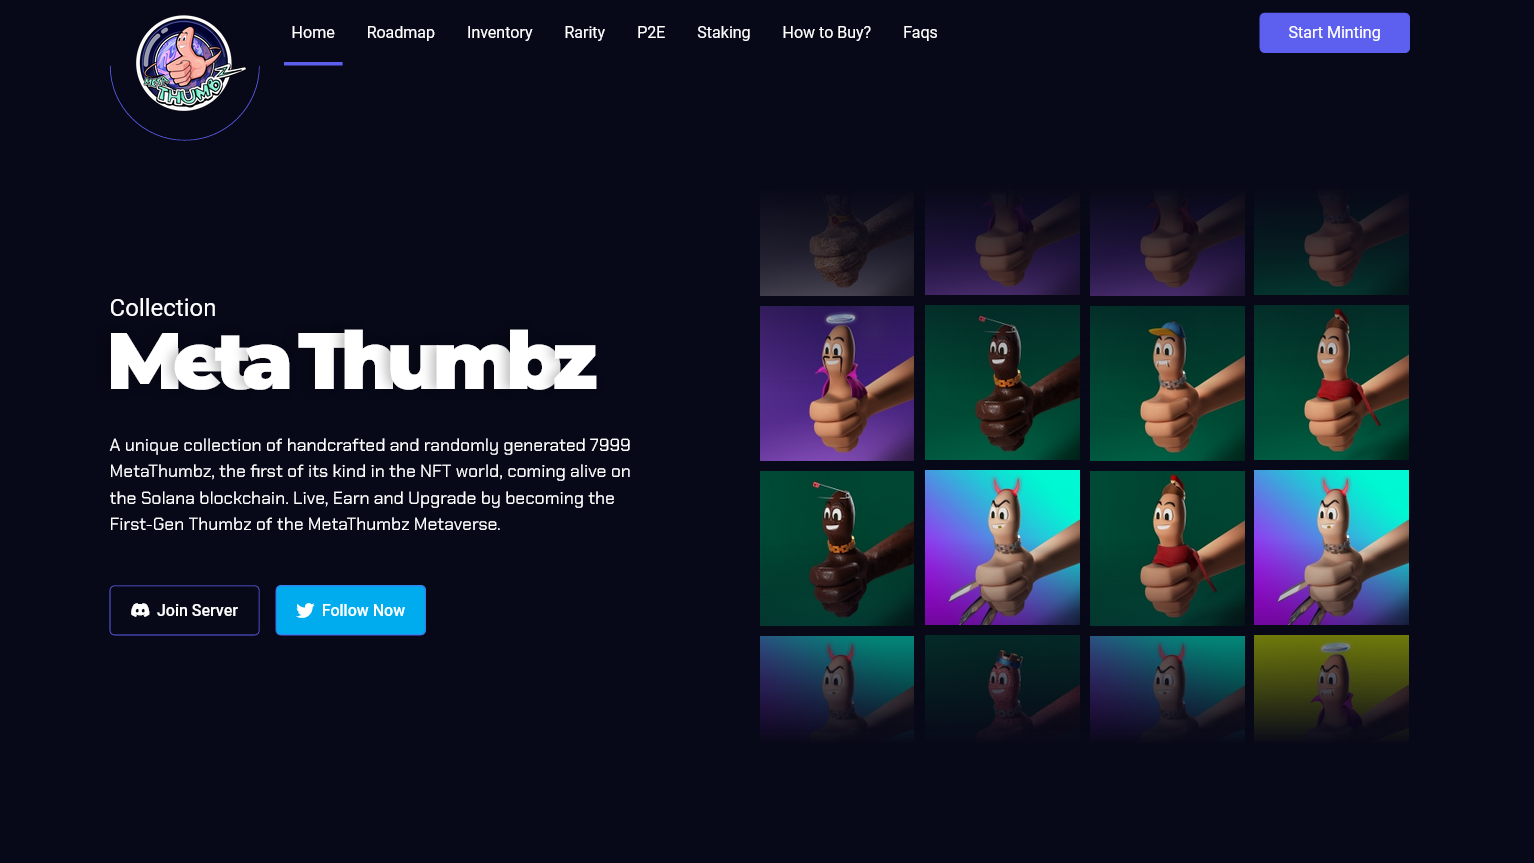 META
THUMBZ
Home
Roadmap
Inventory
Rarity
P2E
Staking
How to Buy?
Faqs
Start Minting
Collection
Meta Thumbz
A unique collection of handcrafted and randomly generated 7999
MetaThumbz, the first of its kind in the NFT world, coming alive on
the Solana blockchain. Live, Earn and Upgrade by becoming the
First-Gen Thumbz of the MetaThumbz Metaverse.
Join Server
Follow Now